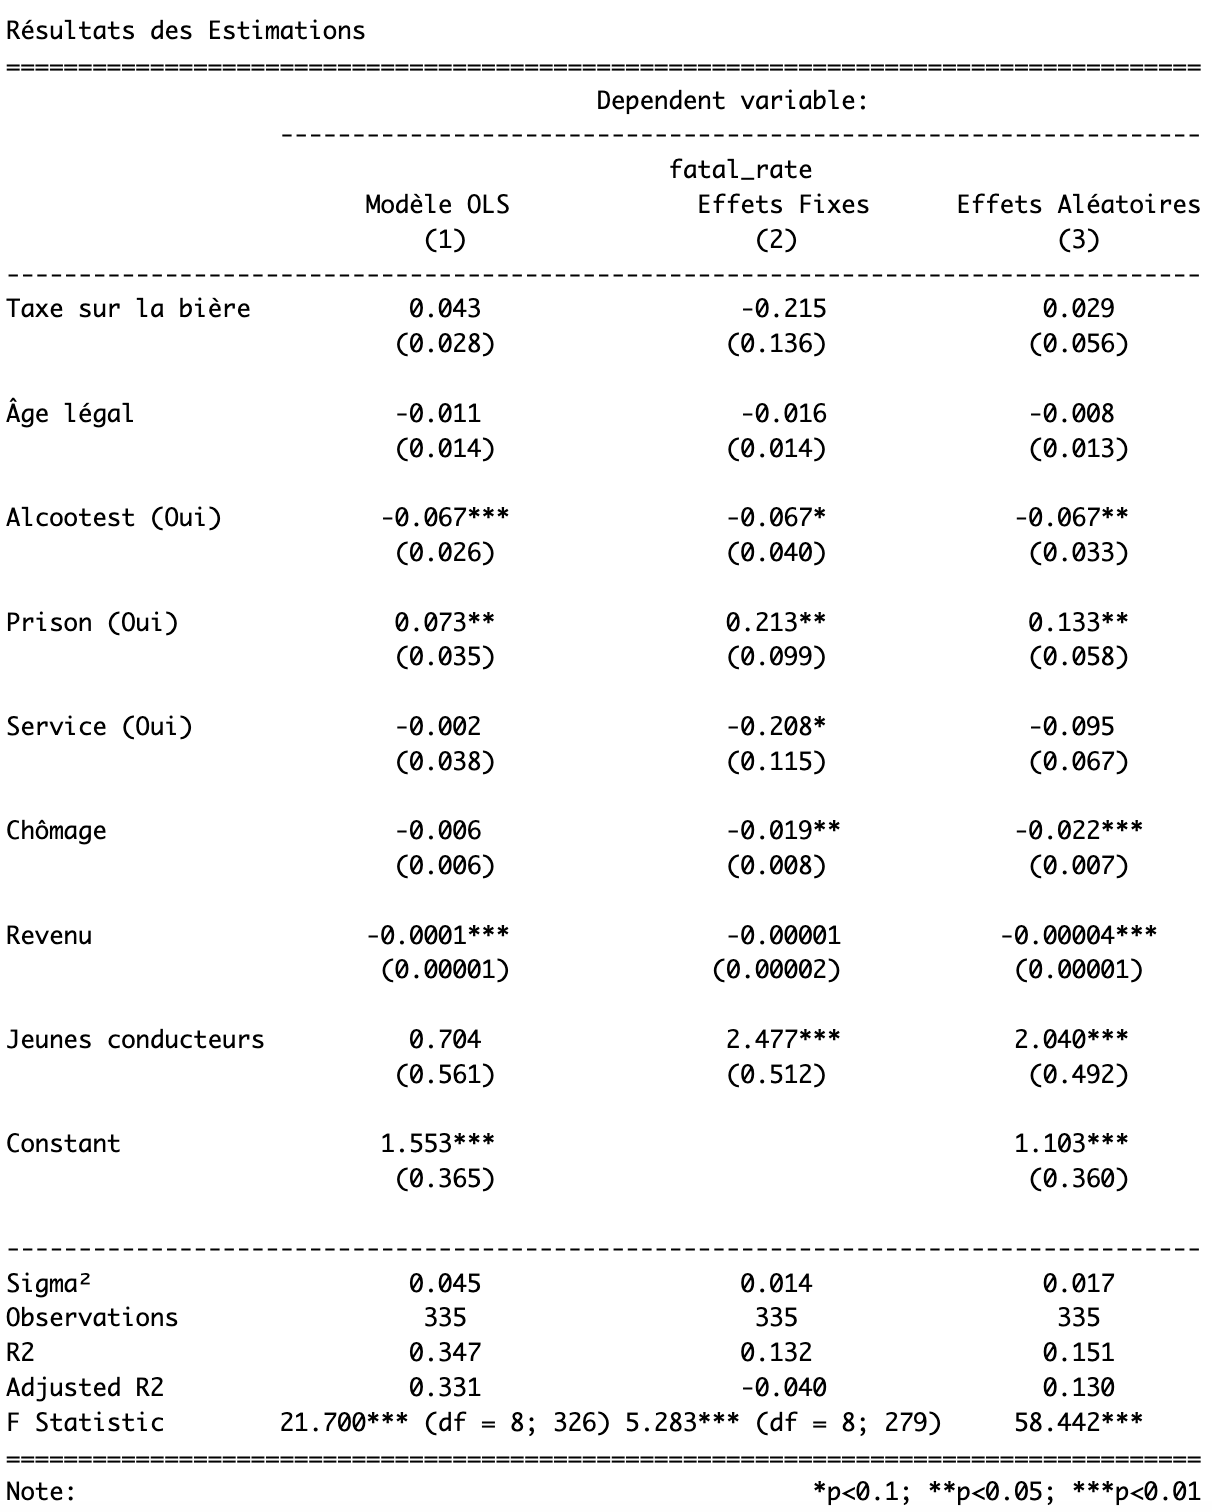 Résultats des Estimations
===================================================================================
Dependent variable:
----------------------------------------------------------------
fatal_rate
Modèle OLS Effets Fixes Effets Aléatoires
(1) (2) (3)
-----------------------------------------------------------------------------------
Taxe sur la bière 0.043 -0.215 0.029
(0.028) (0.136) (0.056)
Âge légal -0.011 -0.016 -0.008
(0.014) (0.014) (0.013)
Alcootest (Oui) -0.067*** -0.067* -0.067**
(0.026) (0.040) (0.033)
Prison (Oui) 0.073** 0.213** 0.133**
(0.035) (0.099) (0.058)
Service (Oui) -0.002 -0.208* -0.095
(0.038) (0.115) (0.067)
Chômage -0.006 -0.019** -0.022***
(0.006) (0.008) (0.007)
Revenu -0.0001*** -0.00001 -0.00004***
(0.00001) (0.00002) (0.00001)
Jeunes conducteurs 0.704 2.477*** 2.040***
(0.561) (0.512) (0.492)
Constant 1.553*** 1.103***
(0.365) (0.360)
-----------------------------------------------------------------------------------
Sigma² 0.045 0.014 0.017
Observations 335 335 335
R2 0.347 0.132 0.151
Adjusted R2 0.331 -0.040 0.130
F Statistic 21.700*** (df = 8; 326) 5.283*** (df = 8; 279) 58.442***
===================================================================================
Note: *p<0.1; **p<0.05; ***p<0.01